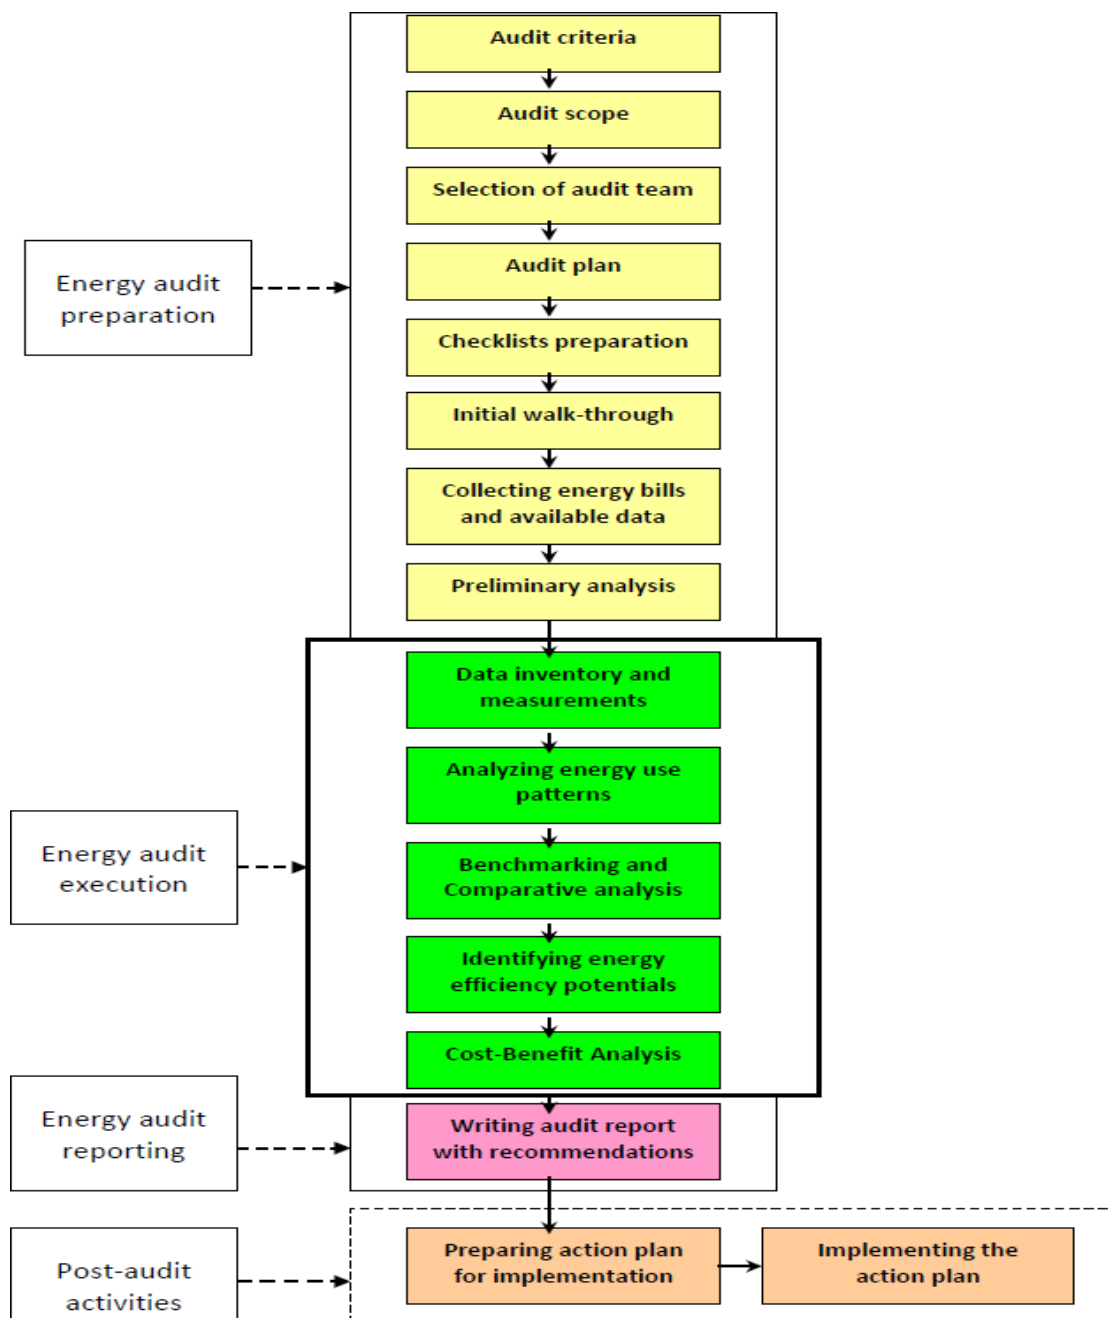 Audit criteria
Audit scope
Selection of audit team
Audit plan
Energy audit
preparation
Checklists preparation
Initial walk-through
Collecting energy bills
and available data
Preliminary analysis
Data inventory and
measurements
Analyzing energy use
patterns
Energy audit
execution
Benchmarking and
Comparative analysis
Identifying energy
efficiency potentials
Cost-Benefit Analysis
Energy audit
reporting
Writing audit report
with recommendations
Post-audit
activities
Preparing action plan
for implementation
Implementing the
action plan